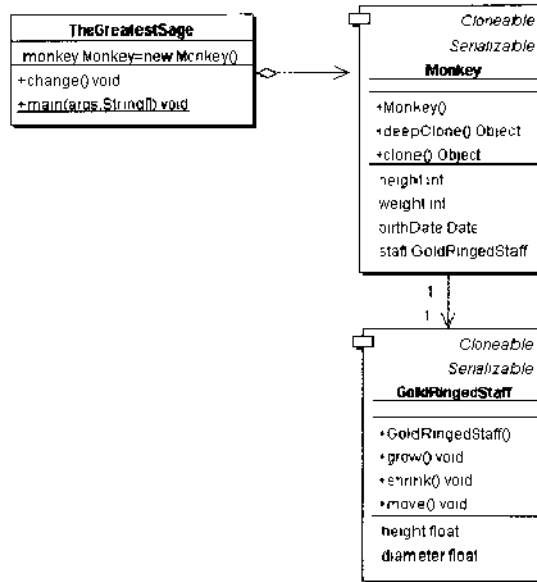 TheGreatestSage
monkey Monkey=new Monkey()
+change() void
+main(args.String[]) void
Cloneable
Serializable
Monkey
+Monkey()
+deepClone() Object
+clone() Object
height int
weight int
birthDate Date
staff GoldRingedStaff
1
1
Cloneable
Serializable
GoldRingedStaff
+GoldRingedStaff()
+grow() void
+shrink() void
+move() void
height float
diameter float